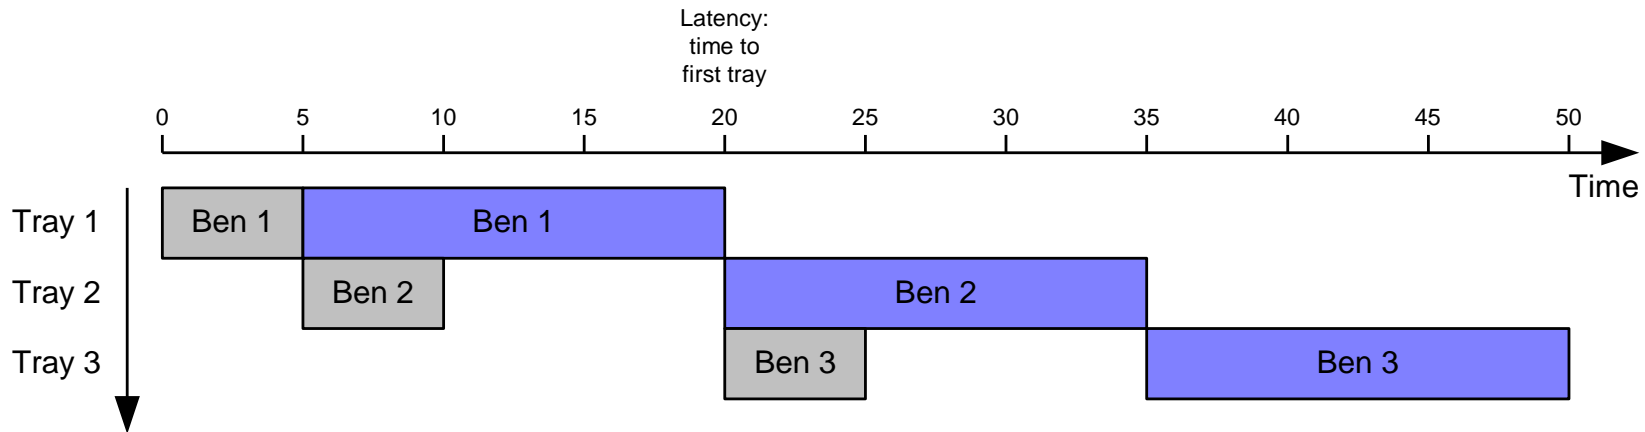 Latency:
time to
first tray
0 5 10 15 20 25 30 35 40 45 50
Time
Tray 1 Ben 1 Ben 1
Tray 2 Ben 2 Ben 2
Tray 3 Ben 3 Ben 3